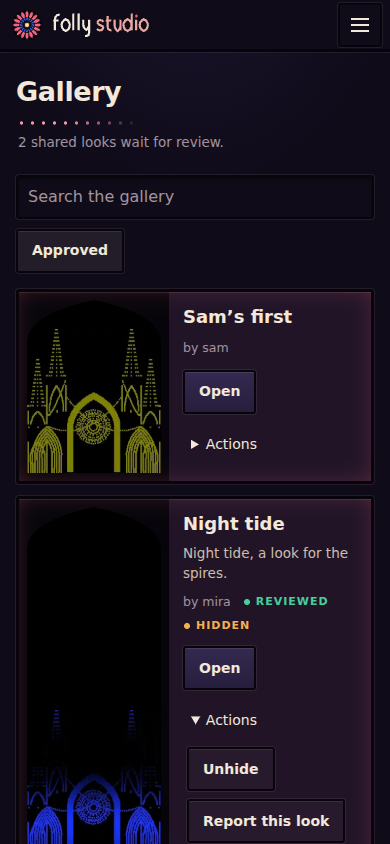 folly studio
Gallery
2 shared looks wait for review.
Search the gallery
Approved
Sam’s first
by sam
Open
Actions
Night tide
Night tide, a look for the
spires.
by mira REVIEWED
HIDDEN
Open
Actions
Unhide
Report this look